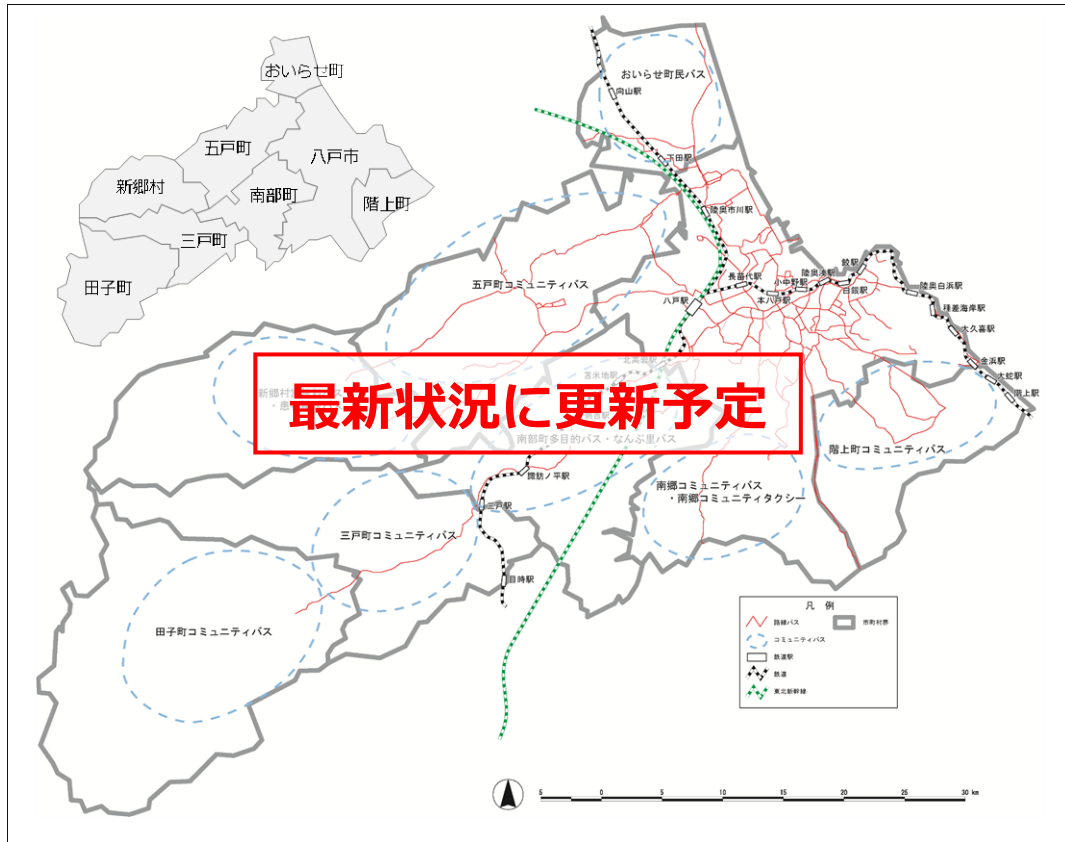 おいらせ町
五戸町
八戸市
新郷村
南部町
階上町
三戸町
田子町
おいらせ町民バス
向山駅
下田駅
陸奥市川駅
五戸町コミュニティバス
八戸駅
長苗代駅
本八戸駅
小中野駅
陸奥湊駅
白銀駅
鮫駅
陸奥白浜駅
種差海岸駅
大久喜駅
金浜駅
大蛇駅
階上駅
苫米地駅
新郷村
最新状況に更新予定
南部町多目的バス・なんぶ里バス
階上町コミュニティバス
諏訪ノ平駅
南郷コミュニティバス
・南郷コミュニティタクシー
三戸駅
三戸町コミュニティバス
目時駅
田子町コミュニティバス
凡 例
路線バス
市町村界
コミュニティバス
鉄道駅
鉄道
東北新幹線
5 0 5 10 15 20 25 30 km